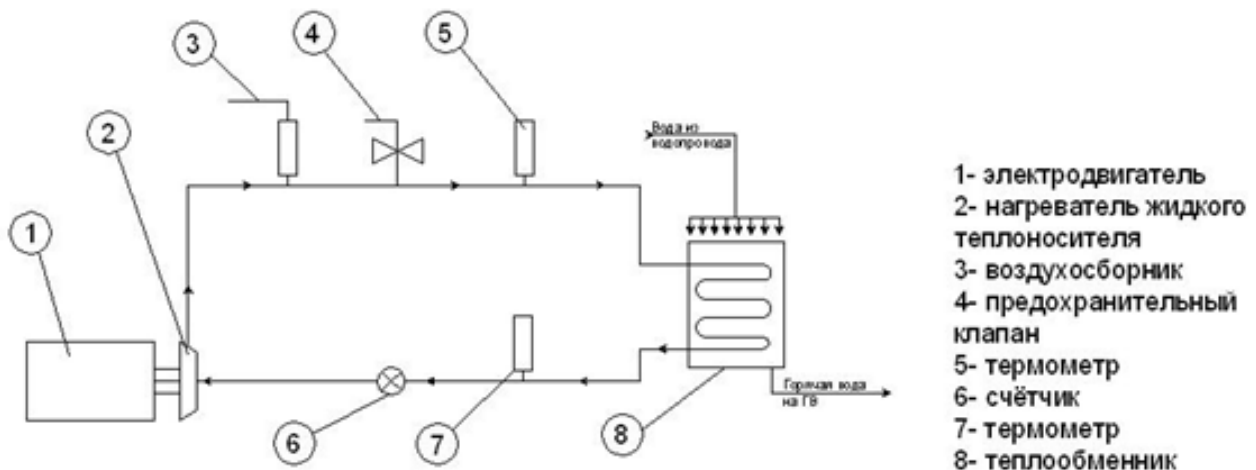 3
4
5
2
Вода из
водопровода
1
Горячая вода
на ГВ
6
7
8
1- электродвигатель
2- нагреватель жидкого
теплоносителя
3- воздухосборник
4- предохранительный
клапан
5- термометр
6- счётчик
7- термометр
8- теплообменник